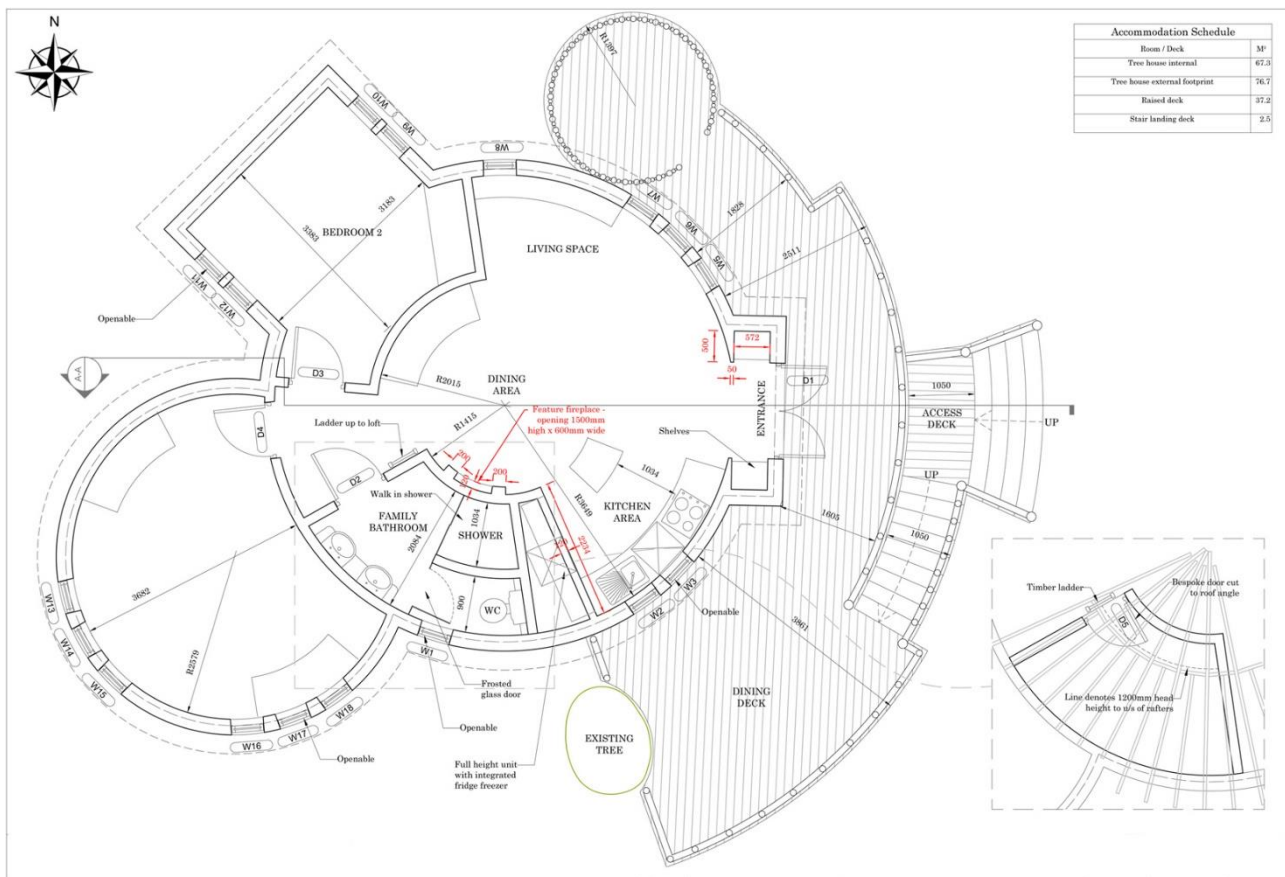 N
Accommodation Schedule
Room / Deck M²
Tree house internal 67.3
Tree house external footprint 76.7
Raised deck 37.2
Stair landing deck 2.5
R1397
W10
W9
W8
W7
W6
W5
1828
2511
3183
3383
BEDROOM 2
LIVING SPACE
W11
W12
Openable
500
572
50
A-A
D3
R2015
DINING
AREA
D1
ENTRANCE
1050
ACCESS
DECK
UP
UP
Feature fireplace -
opening 1500mm
high x 600mm wide
R1415
Ladder up to loft
D4
D2
200
200
Shelves
1034
Walk in shower
FAMILY
BATHROOM
SHOWER
1034
2084
R3649
KITCHEN
AREA
2234
1605
1050
3682
R2579
900
WC
W13
W14
W15
W16
W17
W18
W1
W2
W3
Openable
3861
Frosted
glass door
Openable
Openable
Full height unit
with integrated
fridge freezer
EXISTING
TREE
DINING
DECK
Timber ladder
Bespoke door cut
to roof angle
D5
Line denotes 1200mm head
height to u/s of rafters